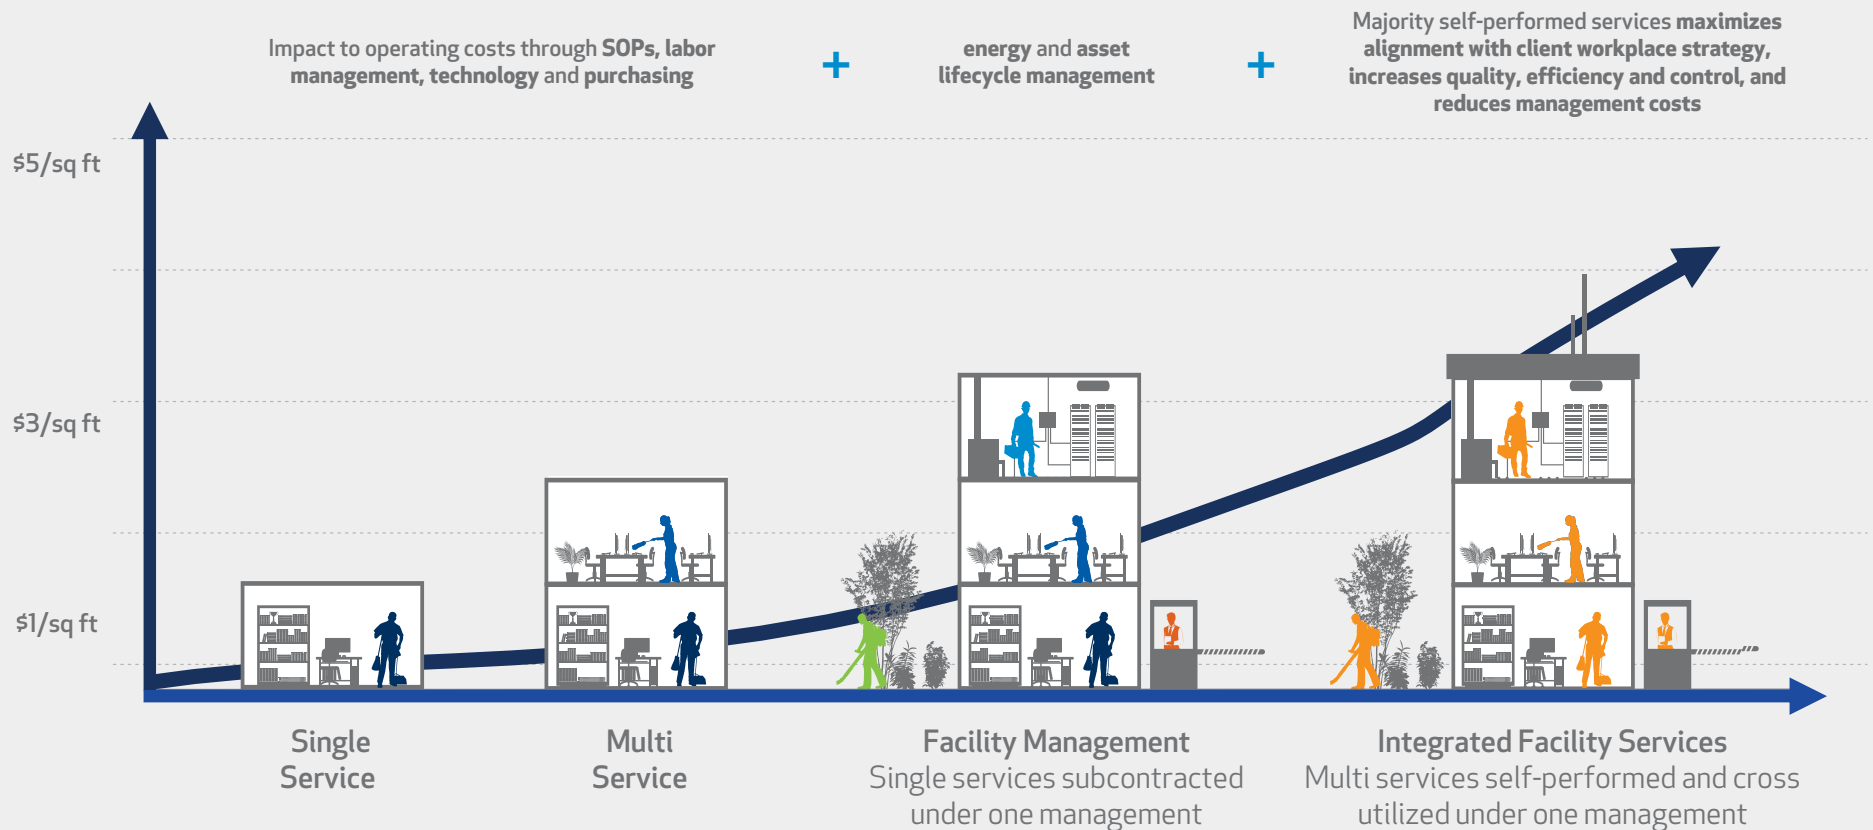 Impact to operating costs through SOPs, labor
management, technology and purchasing
+
energy and asset
lifecycle management
+
Majority self-performed services maximizes
alignment with client workplace strategy,
increases quality, efficiency and control, and
reduces management costs
$5/sq ft
$3/sq ft
$1/sq ft
Single
Service
Multi
Service
Facility Management
Single services subcontracted
under one management
Integrated Facility Services
Multi services self-performed and cross
utilized under one management